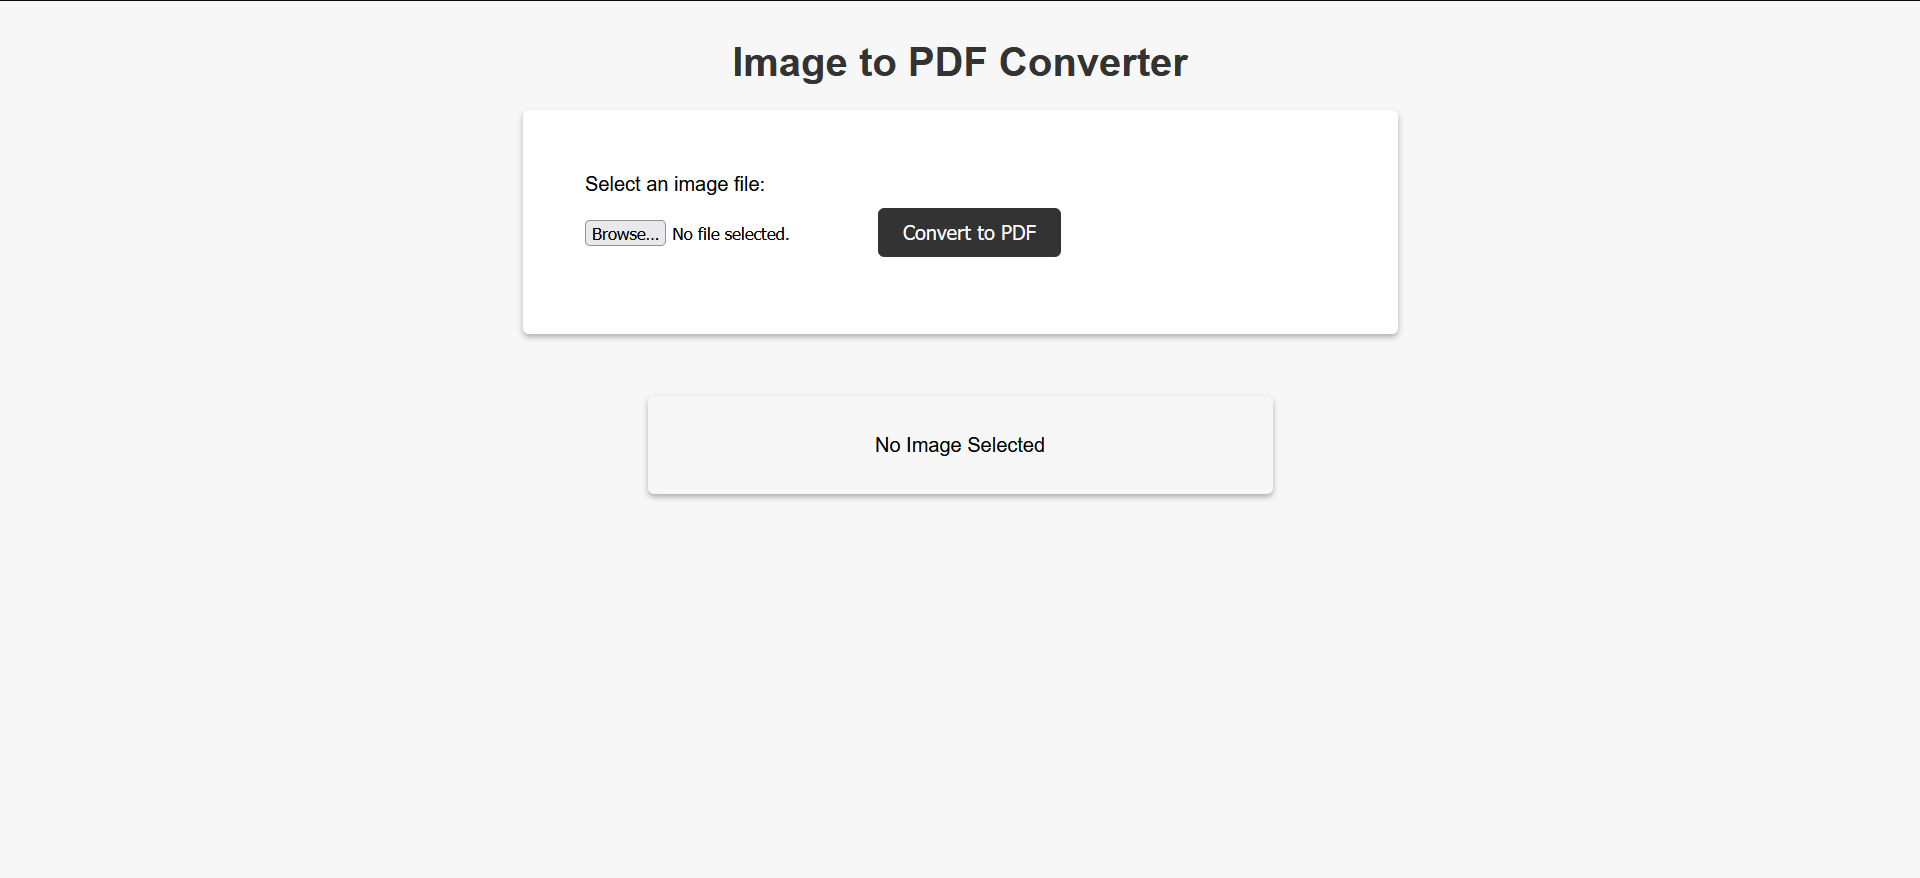 Image to PDF Converter
Select an image file:
Browse... No file selected.
Convert to PDF
No Image Selected